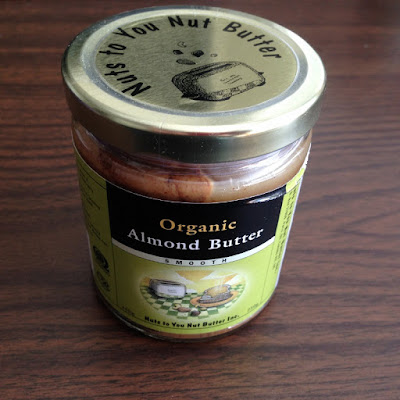 Nuts to You Nut Butter
Organic
Almond Butter
SMOOTH
Nuts to You Nut Butter Inc.